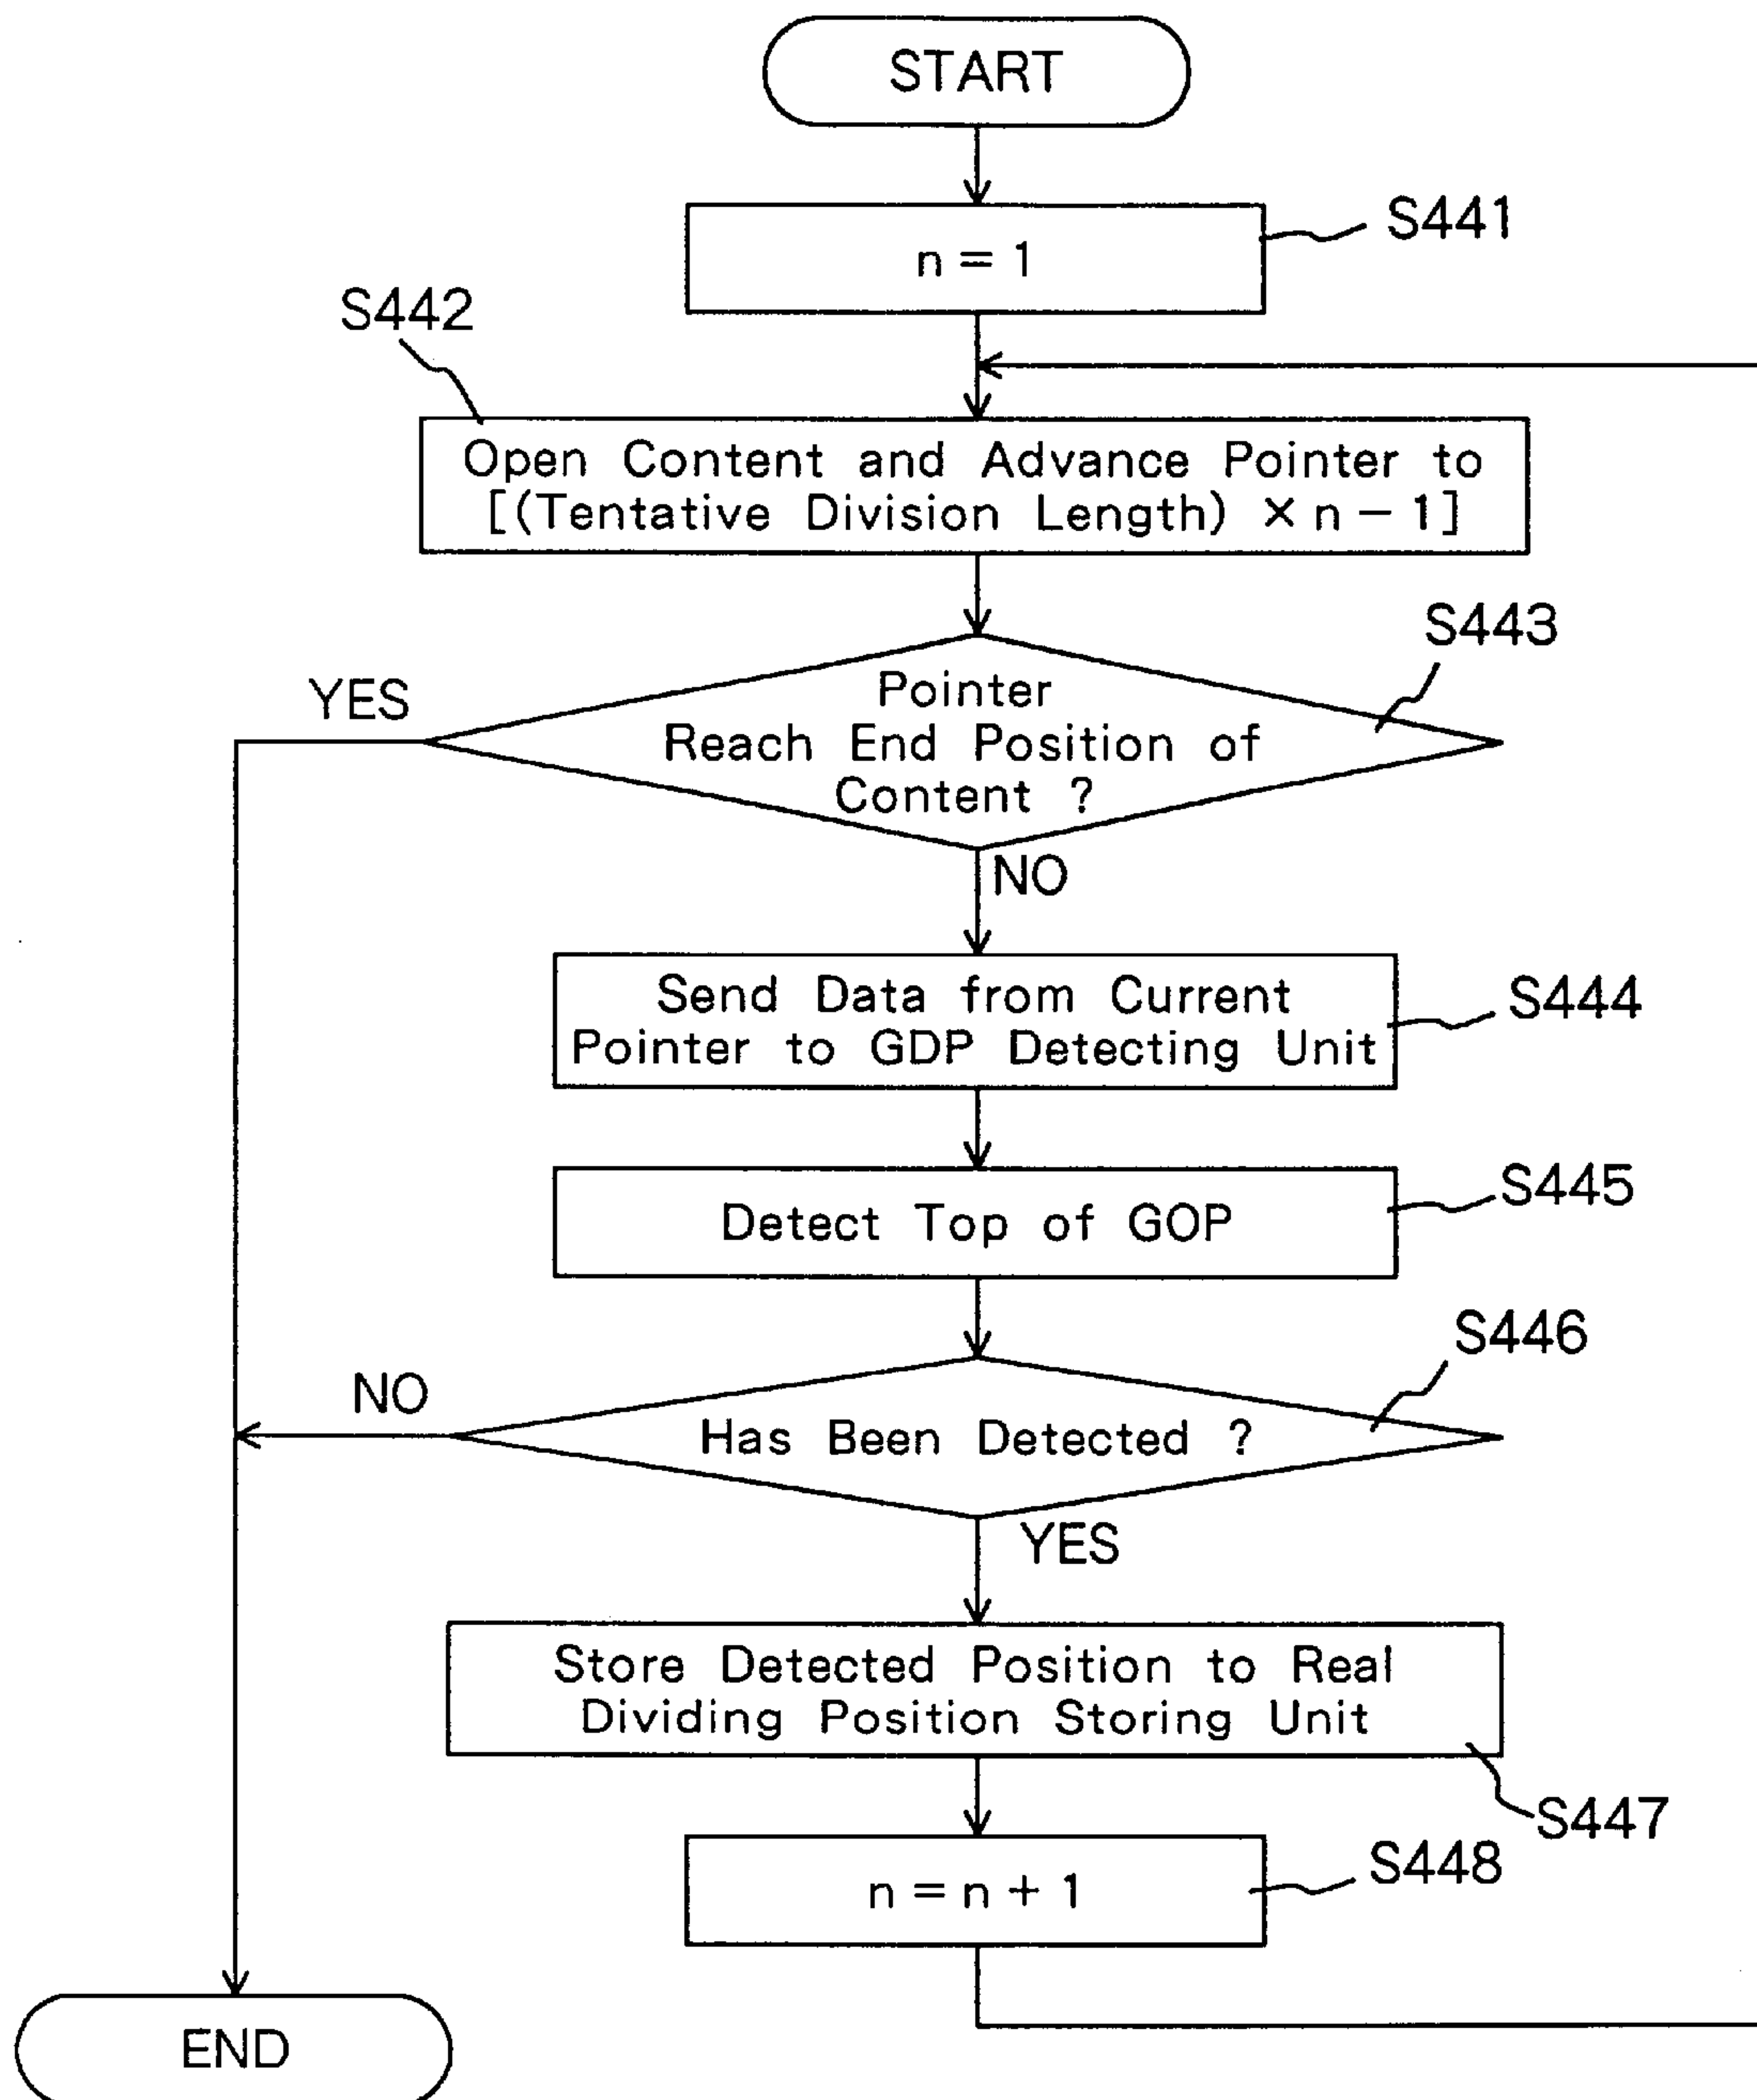 START
S441
n = 1
S442
Open Content and Advance Pointer to
[(Tentative Division Length) × n - 1]
S443
YES
Pointer
Reach End Position of
Content ?
NO
Send Data from Current
Pointer to GDP Detecting Unit
S444
Detect Top of GOP
S445
S446
NO
Has Been Detected ?
YES
Store Detected Position to Real
Dividing Position Storing Unit
S447
n = n + 1
S448
END